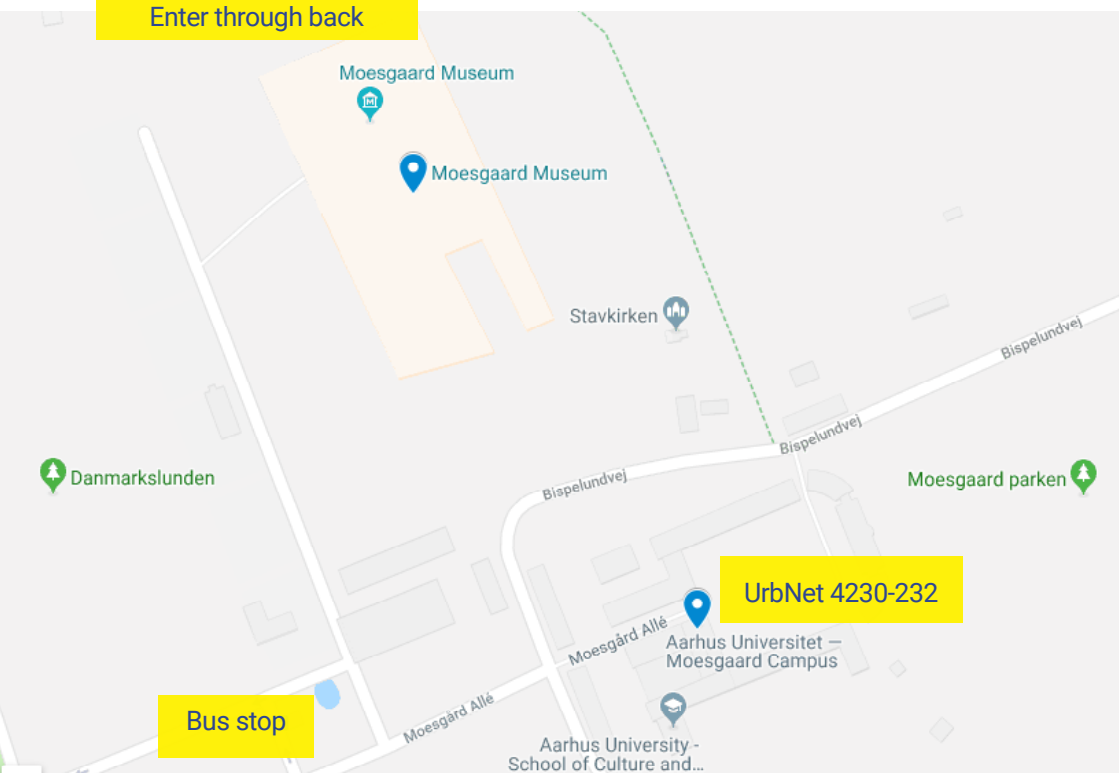 Enter through back
Moesgaard Museum
Moesgaard Museum
Stavkirken
Bispelundvej
Bispelundvej
Danmarkslunden
Bispelundvej
Moesgaard parken
UrbNet 4230-232
Moesgård Allé
Aarhus Universitet –
Moesgaard Campus
Bus stop
Moesgård Allé
Aarhus University -
School of Culture and...